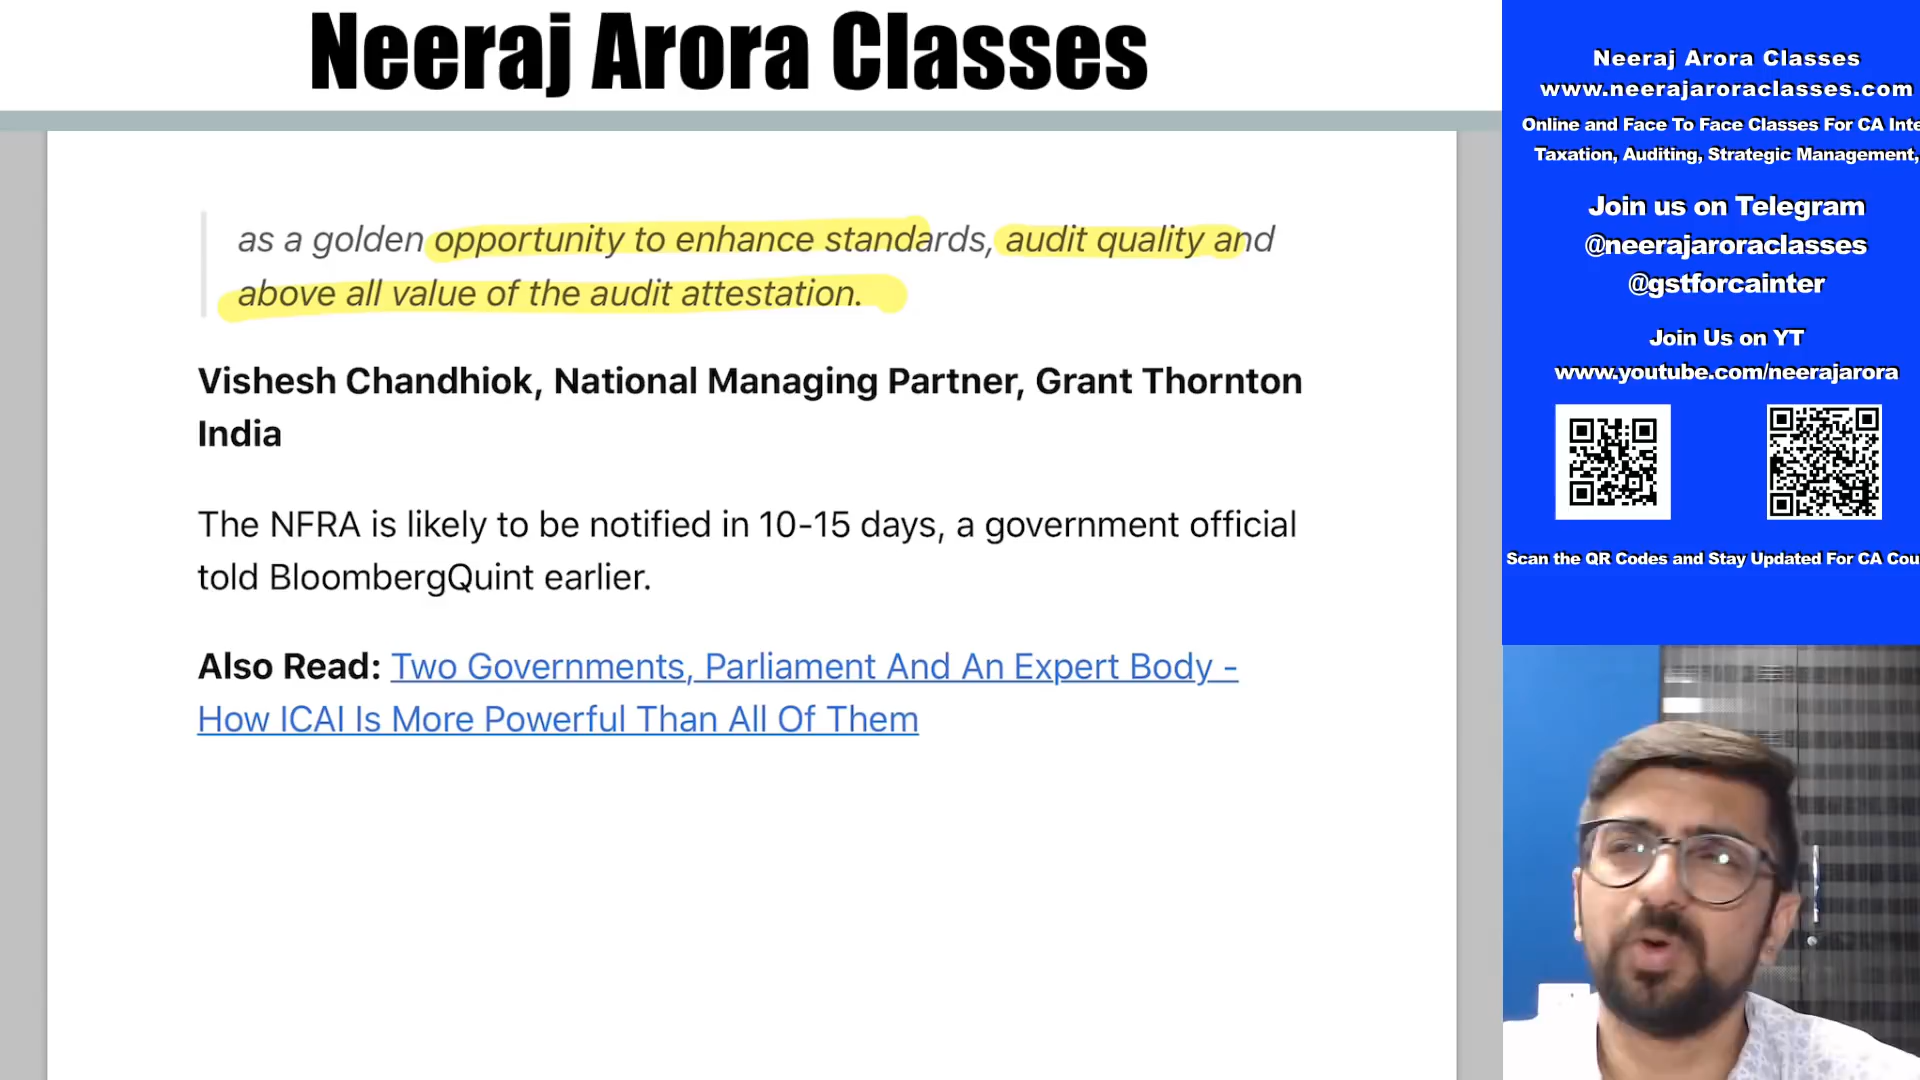 Neeraj Arora Classes
as a golden opportunity to enhance standards, audit quality and
above all value of the audit attestation.
Vishesh Chandhiok, National Managing Partner, Grant Thornton
India
The NFRA is likely to be notified in 10-15 days, a government official
told BloombergQuint earlier.
Also Read: Two Governments, Parliament And An Expert Body -
How ICAI Is More Powerful Than All Of Them
Neeraj Arora Classes
www.neerajaroraclasses.com
Online and Face To Face Classes For CA Inte
Taxation, Auditing, Strategic Management,
Join us on Telegram
@neerajaroraclasses
@gstforcainter
Join Us on YT
www.youtube.com/neerajarora
Scan the QR Codes and Stay Updated For CA Cou